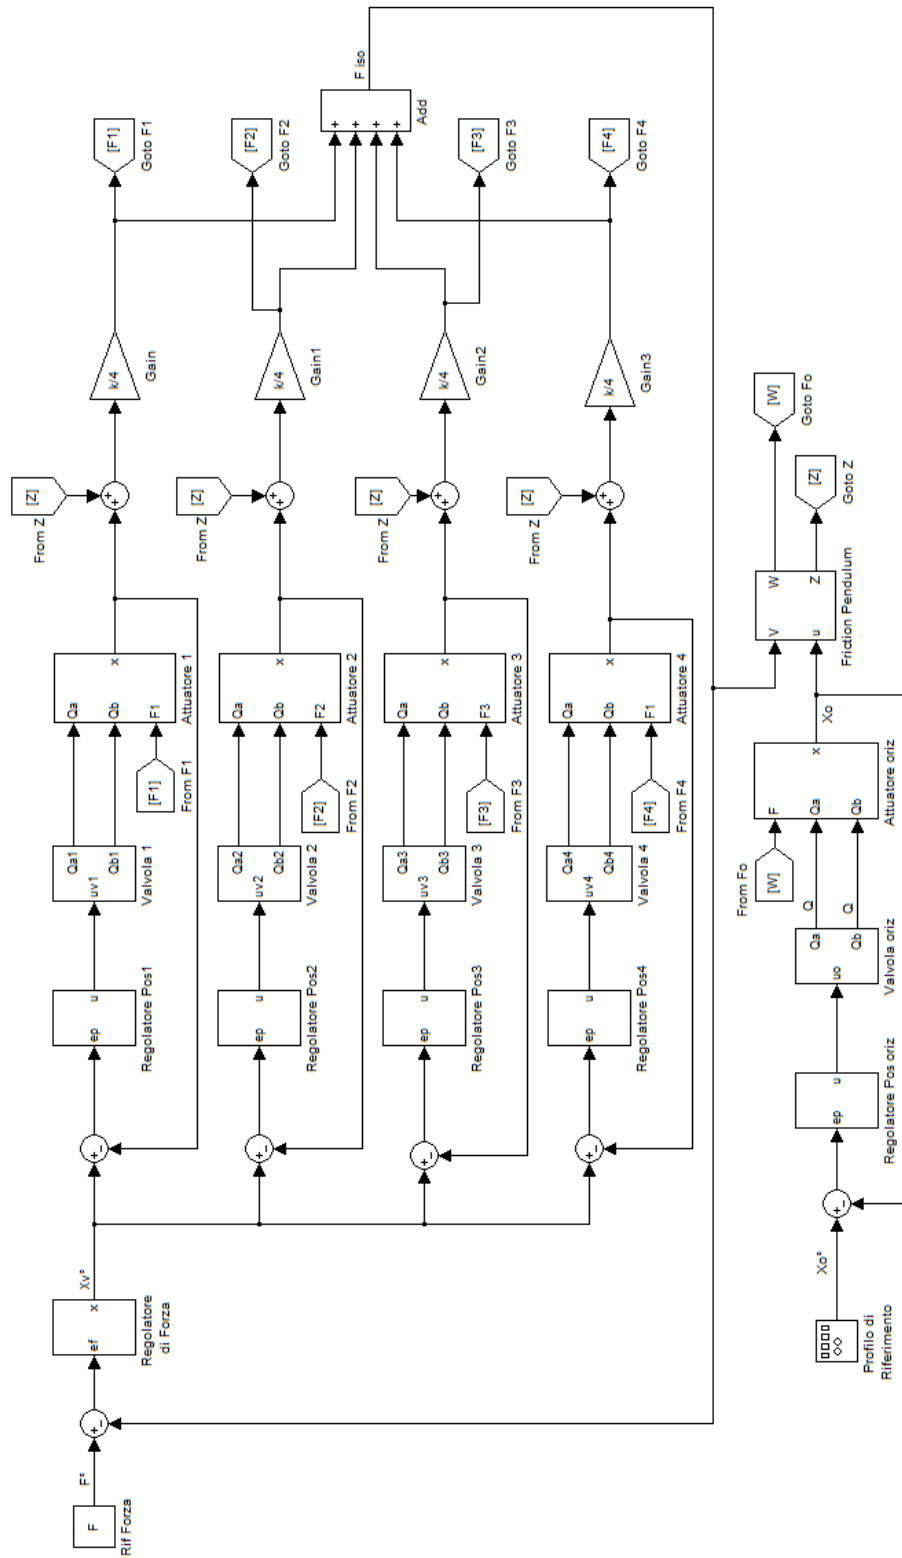 F
Rif Forza
F°
+
-
ef
x
Regolatore
di Forza
Xv°
+
-
ep
u
Regolatore Pos1
uv1
Qa1
Qb1
Valvola 1
[F1]
From F1
Qa
Qb
F1
x
Attuatore 1
[Z]
From Z
+
+
k/4
Gain
[F1]
Goto F1
+
-
ep
u
Regolatore Pos2
uv2
Qa2
Qb2
Valvola 2
[F2]
From F2
Qa
Qb
F2
x
Attuatore 2
[Z]
From Z
+
+
k/4
Gain1
[F2]
Goto F2
+
-
ep
u
Regolatore Pos3
uv3
Qa3
Qb3
Valvola 3
[F3]
From F3
Qa
Qb
F3
x
Attuatore 3
[Z]
From Z
+
+
k/4
Gain2
[F3]
Goto F3
+
-
ep
u
Regolatore Pos4
uv4
Qa4
Qb4
Valvola 4
[F4]
From F4
Qa
Qb
F1
x
Attuatore 4
[Z]
From Z
+
+
k/4
Gain3
[F4]
Goto F4
+
+
+
+
Add
F iso
Profilo di
Riferimento
Xo°
+
-
ep
u
Regolatore Pos oriz
uo
Qa
Qb
Valvola oriz
Q
Q
From Fo
[W]
F
Qa
Qb
x
Attuatore oriz
Xo
V
u
W
Z
Friction Pendulum
[W]
Goto Fo
[Z]
Goto Z